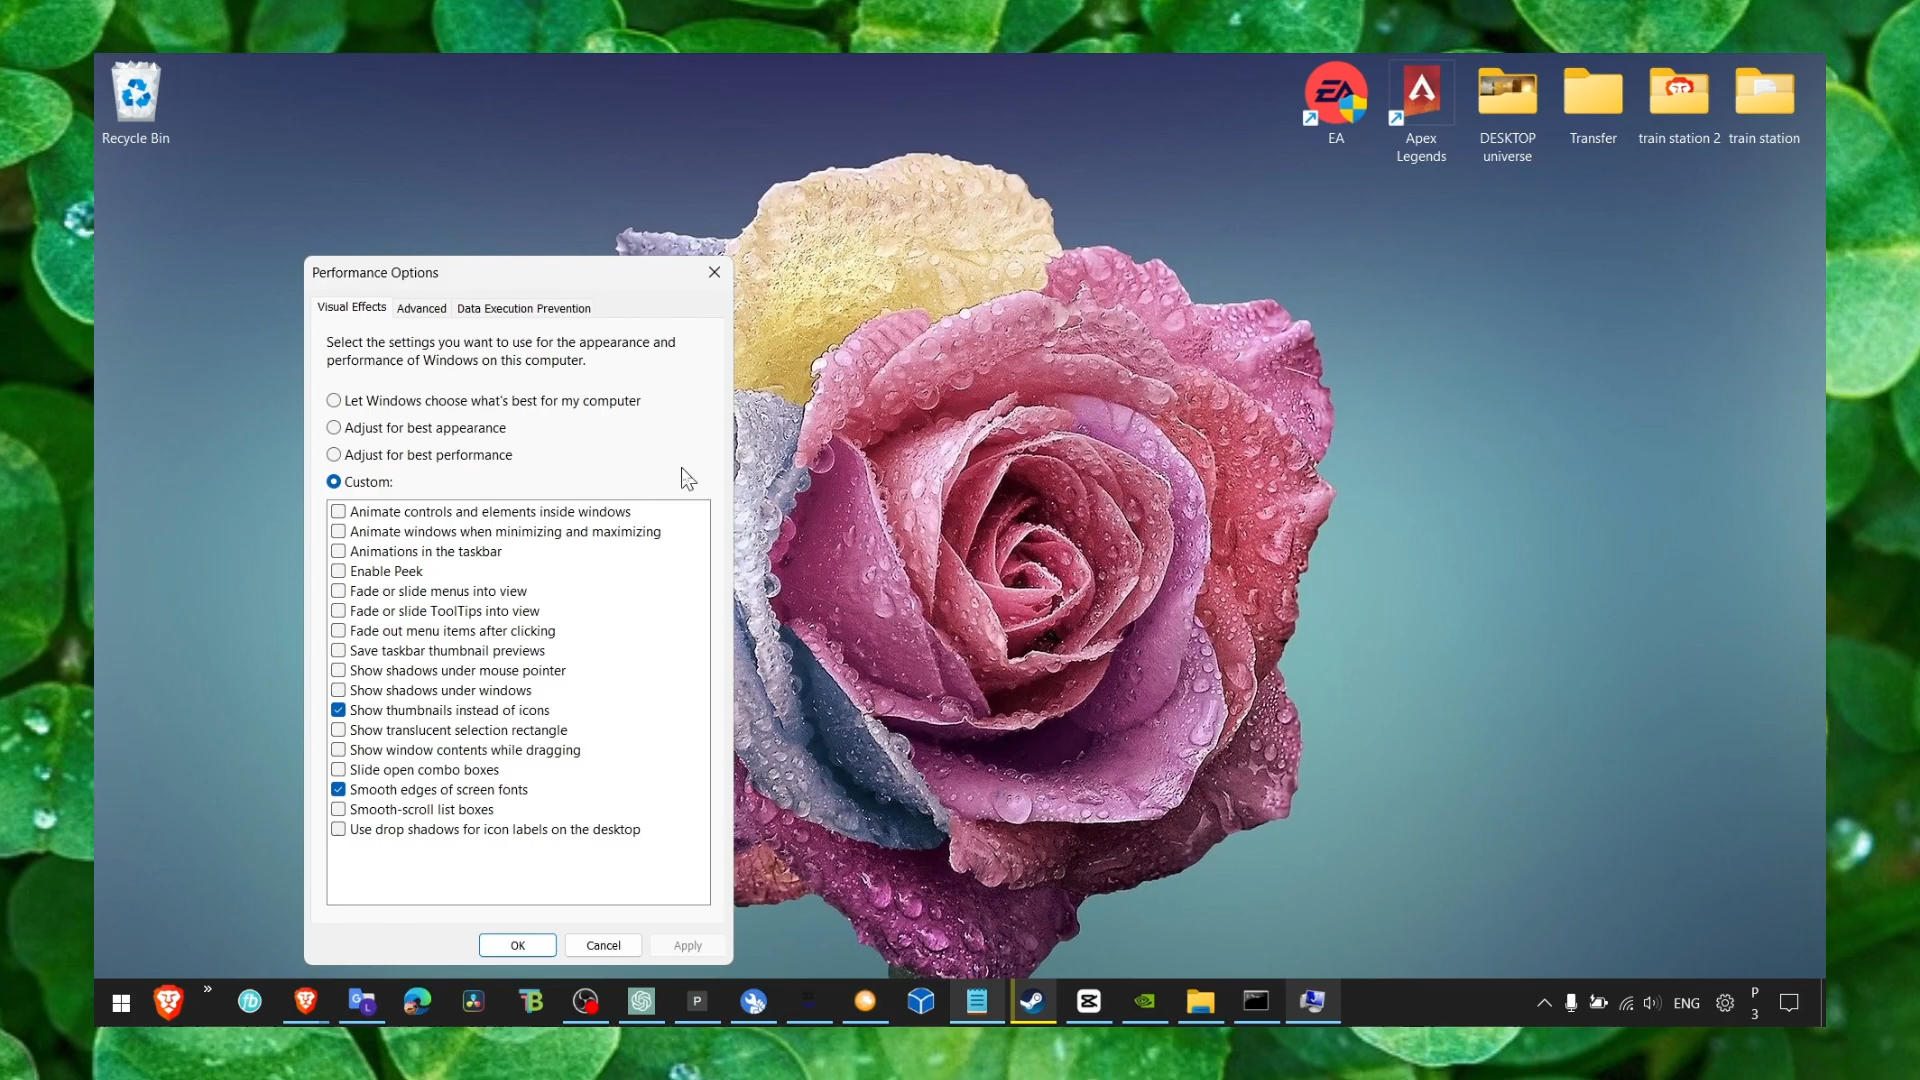 Recycle Bin
EA
EA
Apex
Legends
DESKTOP
universe
Transfer
train station 2
train station
Performance Options
Visual Effects
Advanced
Data Execution Prevention
Select the settings you want to use for the appearance and
performance of Windows on this computer.
Let Windows choose what's best for my computer
Adjust for best appearance
Adjust for best performance
Custom:
Animate controls and elements inside windows
Animate windows when minimizing and maximizing
Animations in the taskbar
Enable Peek
Fade or slide menus into view
Fade or slide ToolTips into view
Fade out menu items after clicking
Save taskbar thumbnail previews
Show shadows under mouse pointer
Show shadows under windows
Show thumbnails instead of icons
Show translucent selection rectangle
Show window contents while dragging
Slide open combo boxes
Smooth edges of screen fonts
Smooth-scroll list boxes
Use drop shadows for icon labels on the desktop
OK
Cancel
Apply
fb
G
L
TB
P
ENG
P
3